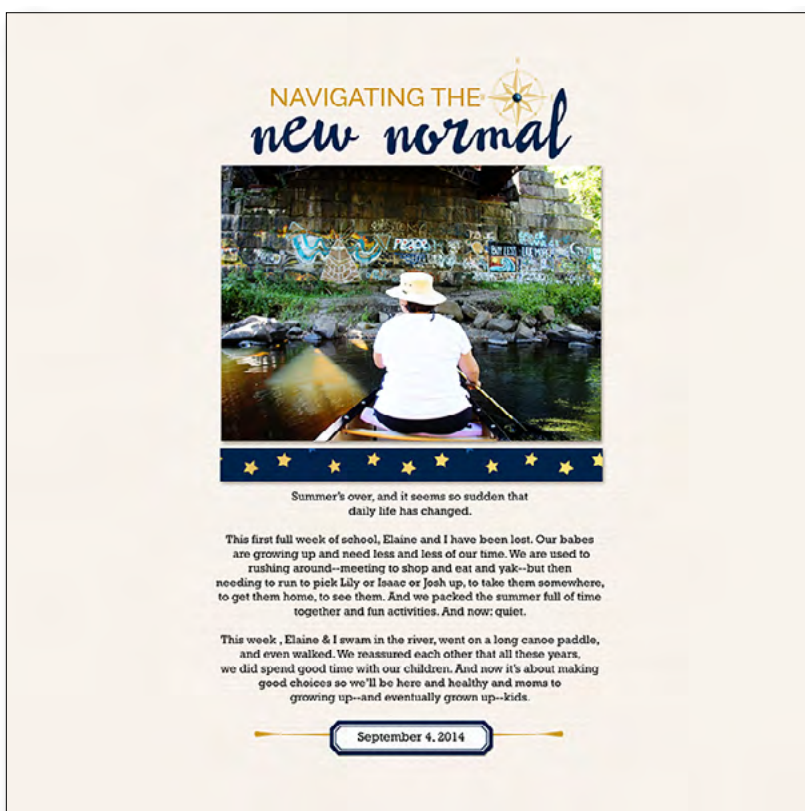 NAVIGATING THE
new normal
PEACE
BUY LESS
Summer's over, and it seems so sudden that
daily life has changed.
This first full week of school, Elaine and I have been lost. Our babes
are growing up and need less and less of our time. We are used to
rushing around--meeting to shop and eat and yak--but then
needing to run to pick Lily or Isaac or Josh up, to take them somewhere,
to get them home, to see them. And we packed the summer full of time
together and fun activities. And now: quiet.
This week , Elaine & I swam in the river, went on a long canoe paddle,
and even walked. We reassured each other that all these years,
we did spend good time with our children. And now it's about making
good choices so we'll be here and healthy and moms to
growing up--and eventually grown up--kids.
September 4, 2014